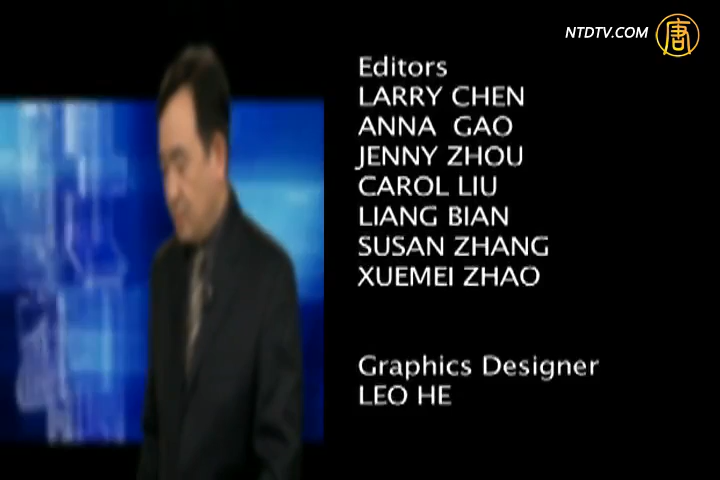 NTDTV.COM 唐
Editors
LARRY CHEN
ANNA GAO
JENNY ZHOU
CAROL LIU
LIANG BIAN
SUSAN ZHANG
XUEMEI ZHAO
Graphics Designer
LEO HE